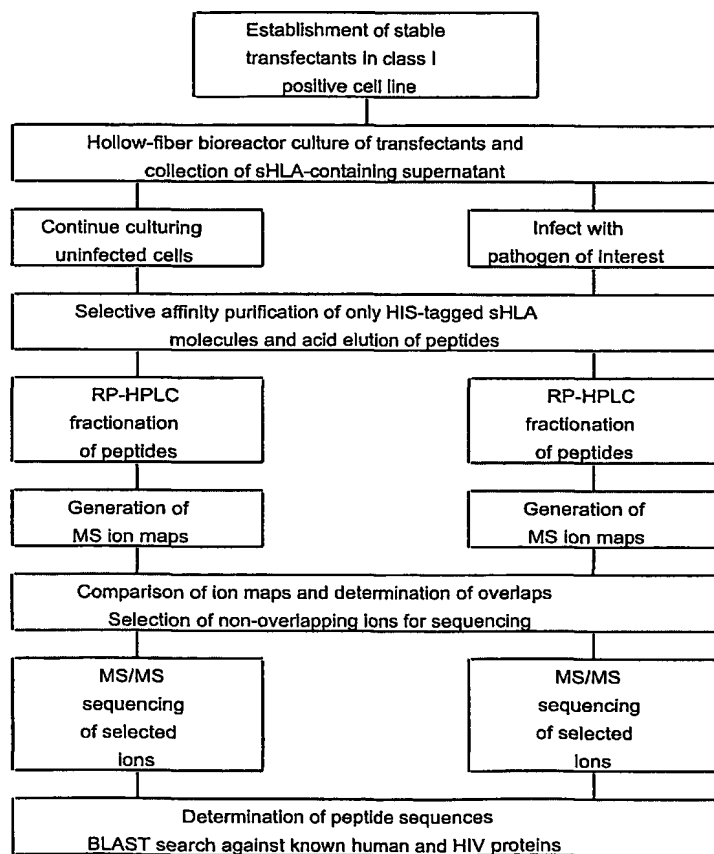 Establishment of stable
transfectants in class I
positive cell line
Hollow-fiber bioreactor culture of transfectants and
collection of sHLA-containing supernatant
Continue culturing
uninfected cells
Infect with
pathogen of interest
Selective affinity purification of only HIS-tagged sHLA
molecules and acid elution of peptides
RP-HPLC
fractionation
of peptides
RP-HPLC
fractionation
of peptides
Generation of
MS ion maps
Generation of
MS ion maps
Comparison of ion maps and determination of overlaps
Selection of non-overlapping ions for sequencing
MS/MS
sequencing
of selected
ions
MS/MS
sequencing
of selected
ions
Determination of peptide sequences
BLAST search against known human and HIV proteins